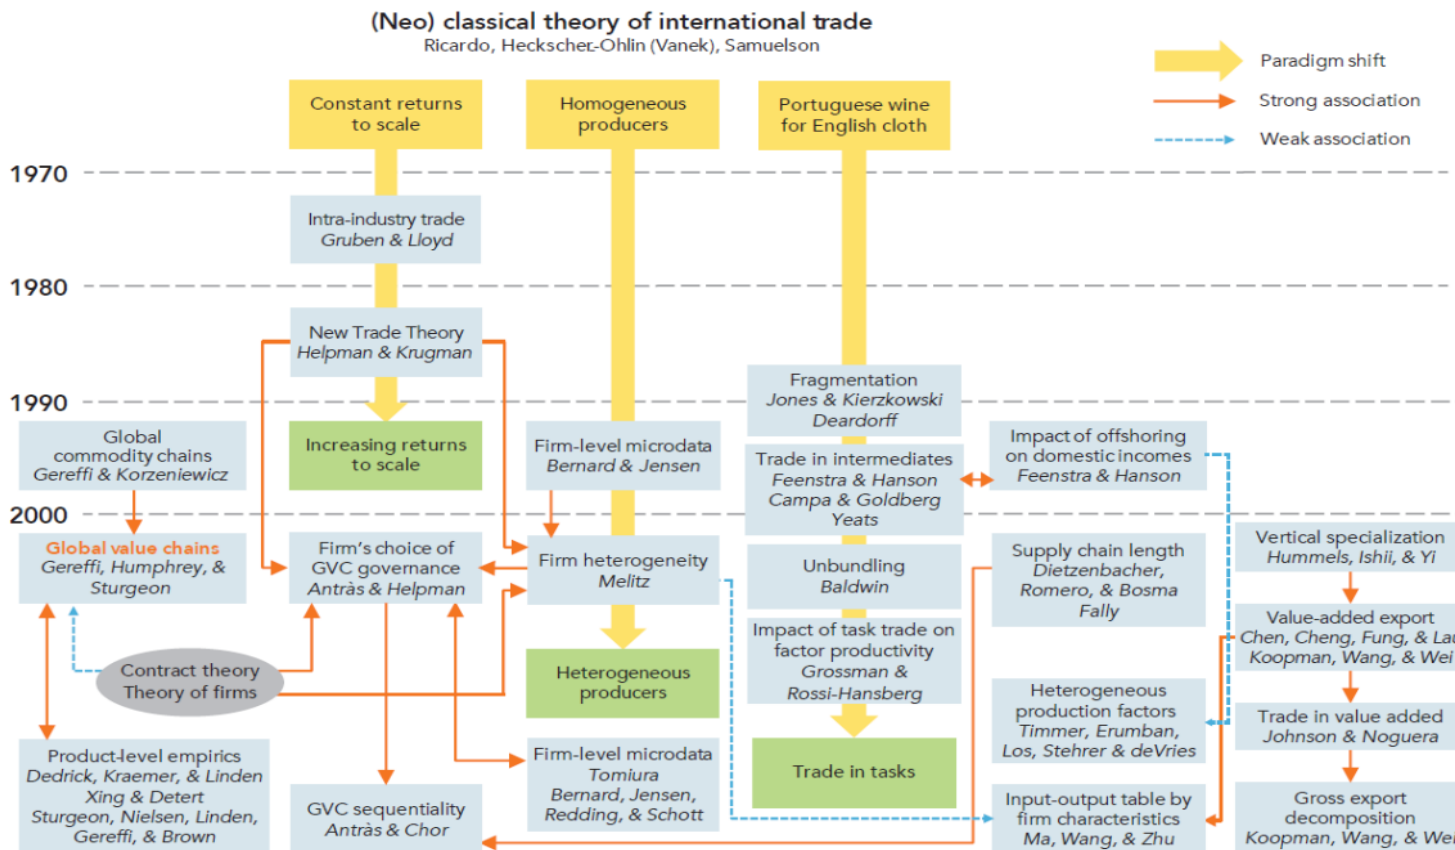 (Neo) classical theory of international trade
Ricardo, Heckscher-Ohlin (Vanek), Samuelson
Paradigm shift
Strong association
Weak association
Constant returns
to scale
Homogeneous
producers
Portuguese wine
for English cloth
1970
Intra-industry trade
Gruben & Lloyd
1980
New Trade Theory
Helpman & Krugman
Fragmentation
Jones & Kierzkowski
Deardorff
1990
Global
commodity chains
Gereffi & Korzeniewicz
Increasing returns
to scale
Firm-level microdata
Bernard & Jensen
Trade in intermediates
Feenstra & Hanson
Campa & Goldberg
Yeats
Impact of offshoring
on domestic incomes
Feenstra & Hanson
2000
Global value chains
Gereffi, Humphrey, &
Sturgeon
Firm's choice of
GVC governance
Antràs & Helpman
Firm heterogeneity
Melitz
Unbundling
Baldwin
Supply chain length
Dietzenbacher,
Romero, & Bosma
Fally
Vertical specialization
Hummels, Ishii, & Yi
Value-added export
Chen, Cheng, Fung, & Lau
Koopman, Wang, & Wei
Contract theory
Theory of firms
Heterogeneous
producers
Impact of task trade on
factor productivity
Grossman &
Rossi-Hansberg
Heterogeneous
production factors
Timmer, Erumban,
Los, Stehrer & deVries
Trade in value added
Johnson & Noguera
Product-level empirics
Dedrick, Kraemer, & Linden
Xing & Detert
Sturgeon, Nielsen, Linden,
Gereffi, & Brown
GVC sequentiality
Antràs & Chor
Firm-level microdata
Tomiura
Bernard, Jensen,
Redding, & Schott
Trade in tasks
Input-output table by
firm characteristics
Ma, Wang, & Zhu
Gross export
decomposition
Koopman, Wang, & Wei